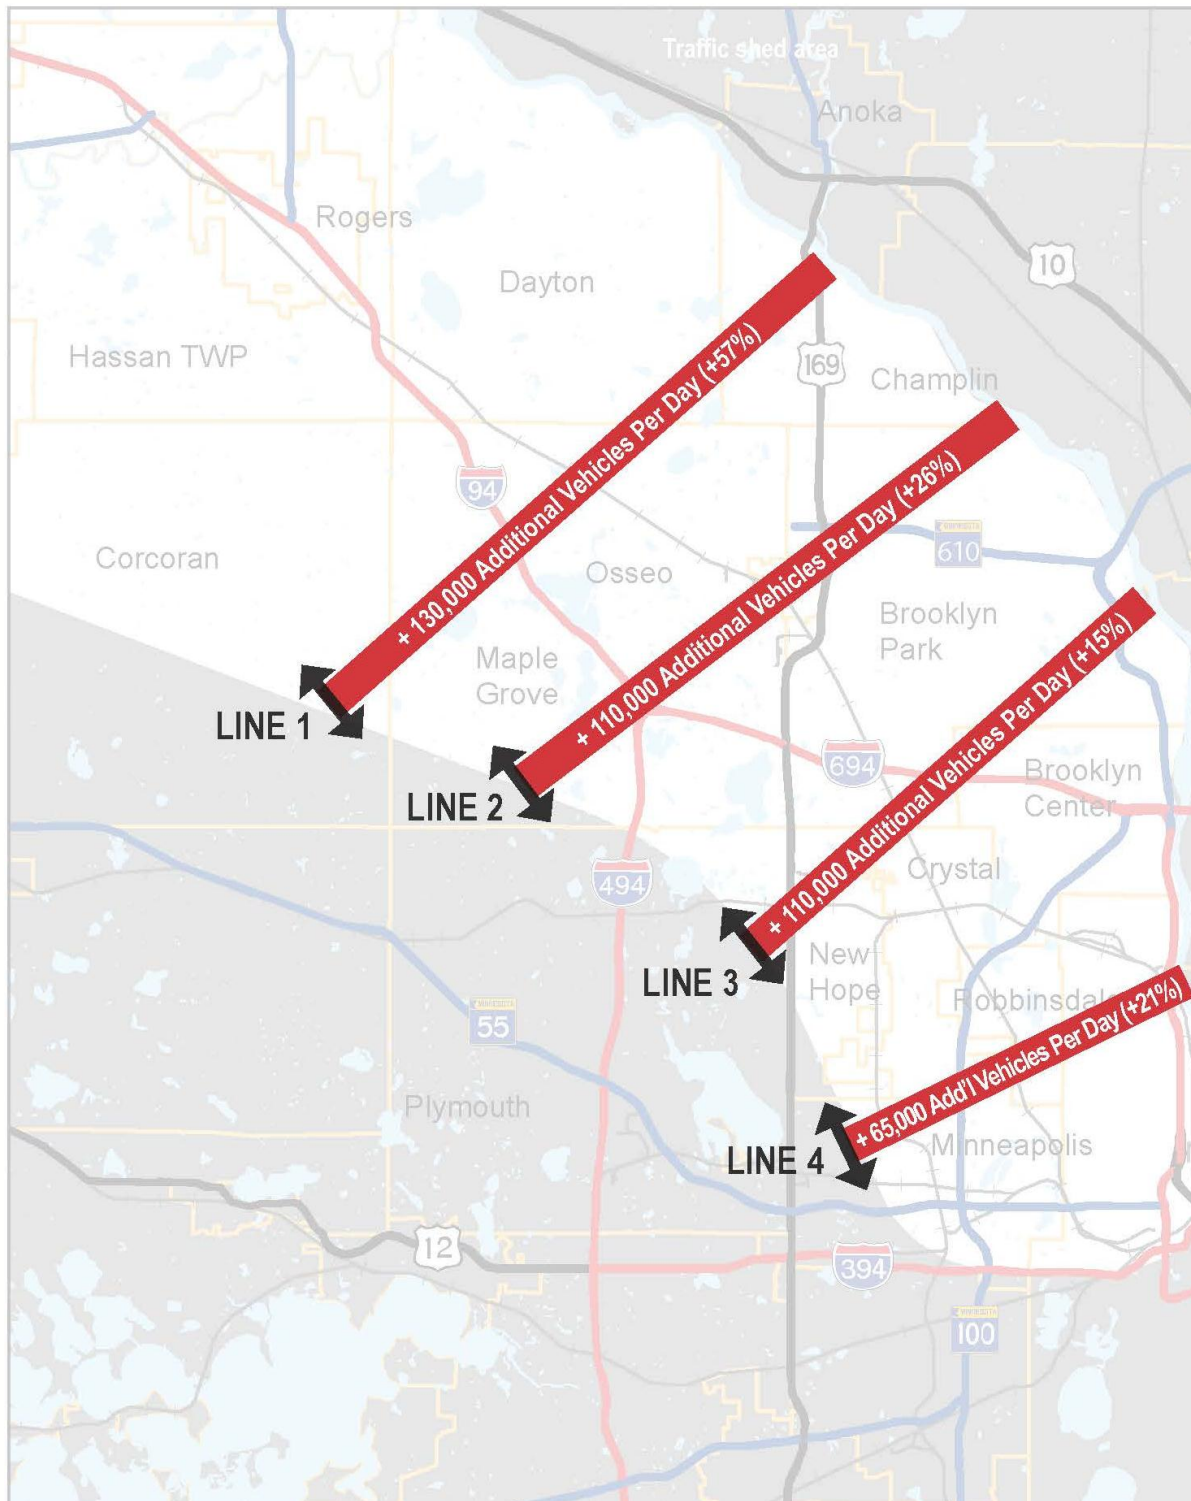 Traffic shed area
Anoka
Rogers
10
Dayton
Hassan TWP
169
Champlin
+ 130,000 Additional Vehicles Per Day (+57%)
94
Corcoran
Osseo
610
+ 110,000 Additional Vehicles Per Day (+26%)
Brooklyn
Park
Maple
Grove
LINE 1
+ 110,000 Additional Vehicles Per Day (+15%)
694
Brooklyn
Center
LINE 2
494
Crystal
New
Hope
LINE 3
Robbinsdal
MINNESOTA
55
+ 65,000 Add'l Vehicles Per Day (+21%)
Plymouth
Minneapolis
LINE 4
12
394
100